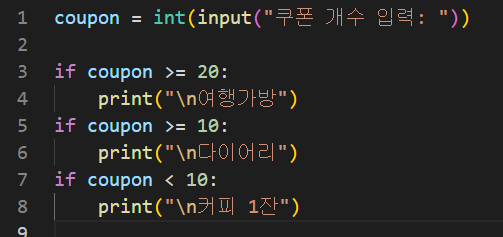 1 coupon = int(input("쿠폰 개수 입력: "))
2
3 if coupon >= 20:
4     print("\n여행가방")
5 if coupon >= 10:
6     print("\n다이어리")
7 if coupon < 10:
8     print("\n커피 1잔")
9